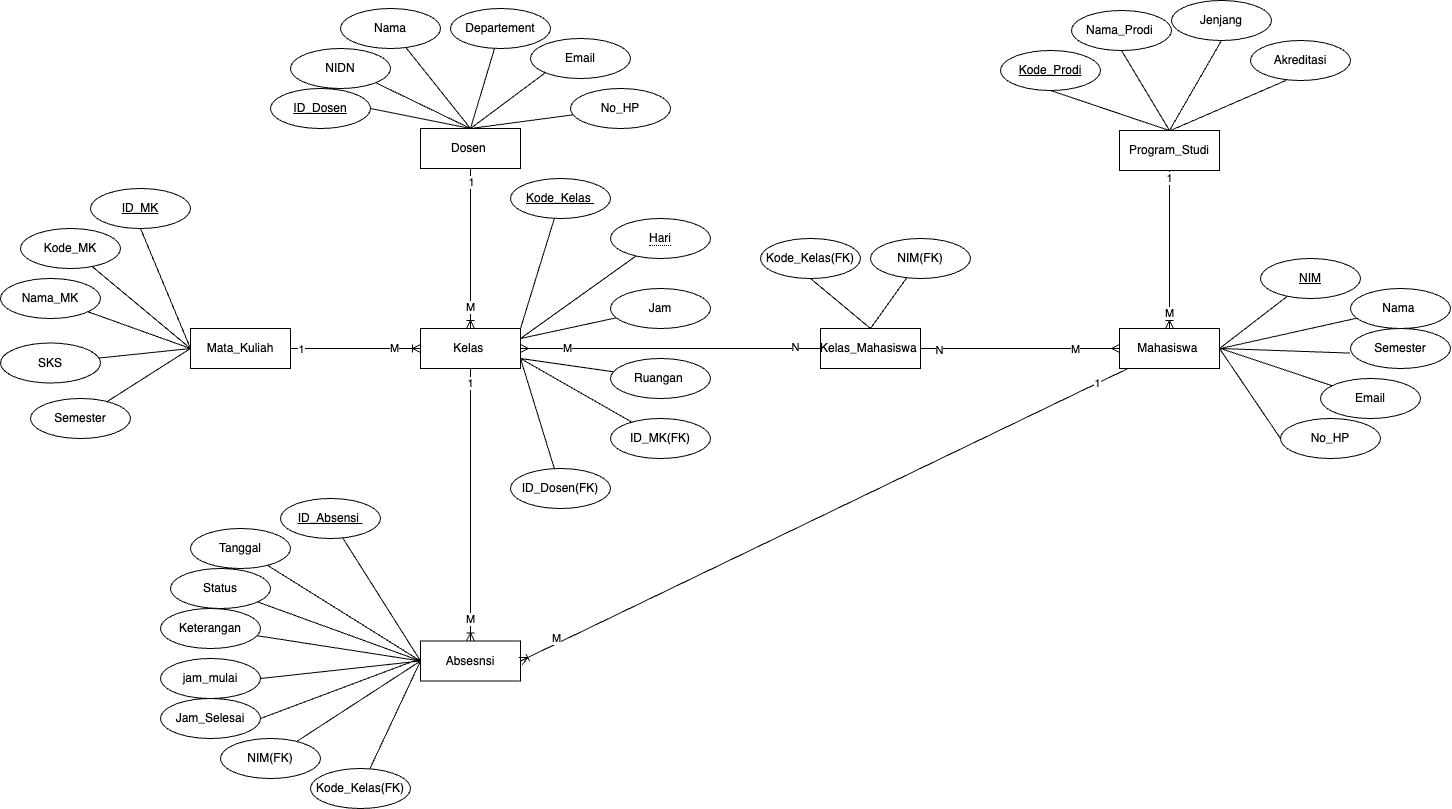 Nama
Departement
Email
NIDN
ID_Dosen
No_HP
Dosen
1
Nama_Prodi
Jenjang
Kode_Prodi
Akreditasi
Program_Studi
1
ID_MK
Kode_MK
Nama_MK
SKS
Semester
Mata_Kuliah
1
M
M
Kelas
1
Kode_Kelas
Hari
Jam
M
Ruangan
ID_MK(FK)
ID_Dosen(FK)
Kode_Kelas(FK)
NIM(FK)
N
Kelas_Mahasiswa
N
M
M
Mahasiswa
1
NIM
Nama
Semester
Email
No_HP
ID_Absensi
Tanggal
Status
Keterangan
jam_mulai
Jam_Selesai
NIM(FK)
Kode_Kelas(FK)
M
Absesnsi
M